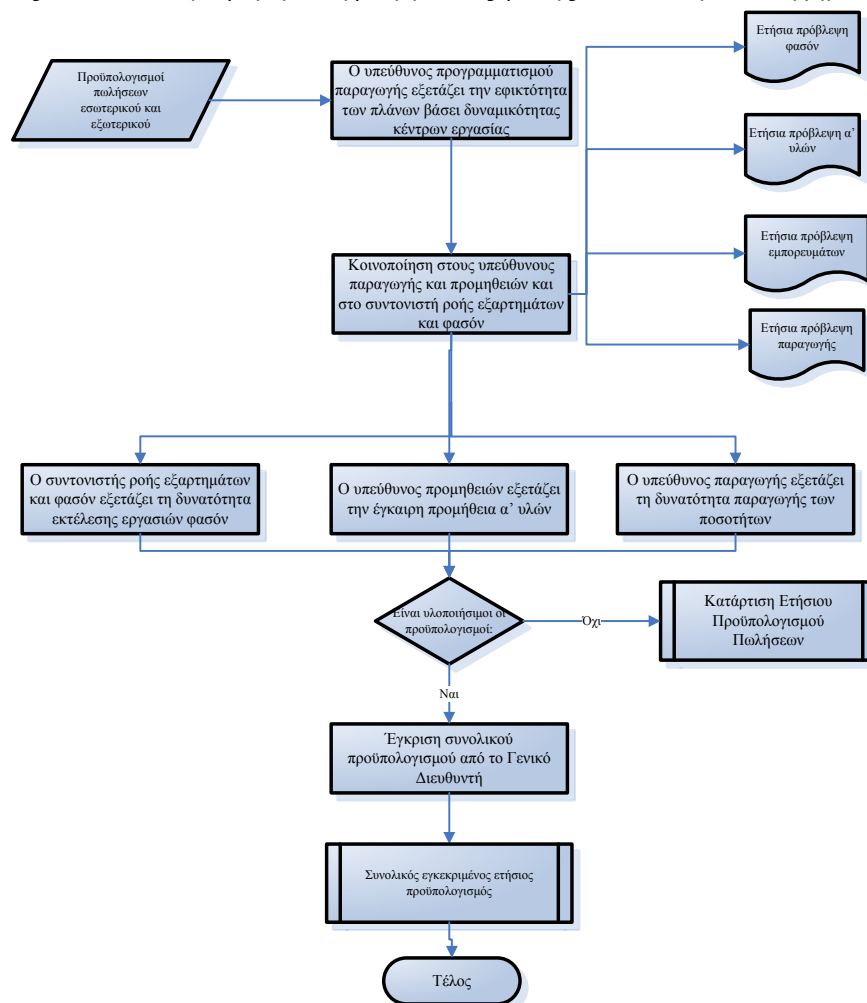 Προϋπολογισμοί
πωλήσεων
εσωτερικού και
εξωτερικού
Ο υπεύθυνος προγραμματισμού
παραγωγής εξετάζει την εφικτότητα
των πλάνων βάσει δυναμικότητας
κέντρων εργασίας
Ετήσια πρόβλεψη
φασόν
Ετήσια πρόβλεψη α’
υλών
Ετήσια πρόβλεψη
εμπορευμάτων
Ετήσια πρόβλεψη
παραγωγής
Κοινοποίηση στους υπεύθυνους
παραγωγής και προμηθειών και
στο συντονιστή ροής εξαρτημάτων
και φασόν
Ο συντονιστής ροής εξαρτημάτων
και φασόν εξετάζει τη δυνατότητα
εκτέλεσης εργασιών φασόν
Ο υπεύθυνος προμηθειών εξετάζει
την έγκαιρη προμήθεια α’ υλών
Ο υπεύθυνος παραγωγής εξετάζει
τη δυνατότητα παραγωγής των
ποσοτήτων
Είναι υλοποιήσιμοι οι
προϋπολογισμοί:
Όχι
Κατάρτιση Ετήσιου
Προϋπολογισμού
Πωλήσεων
Ναι
Έγκριση συνολικού
προϋπολογισμού από το Γενικό
Διευθυντή
Συνολικός εγκεκριμένος ετήσιος
προϋπολογισμός
Τέλος